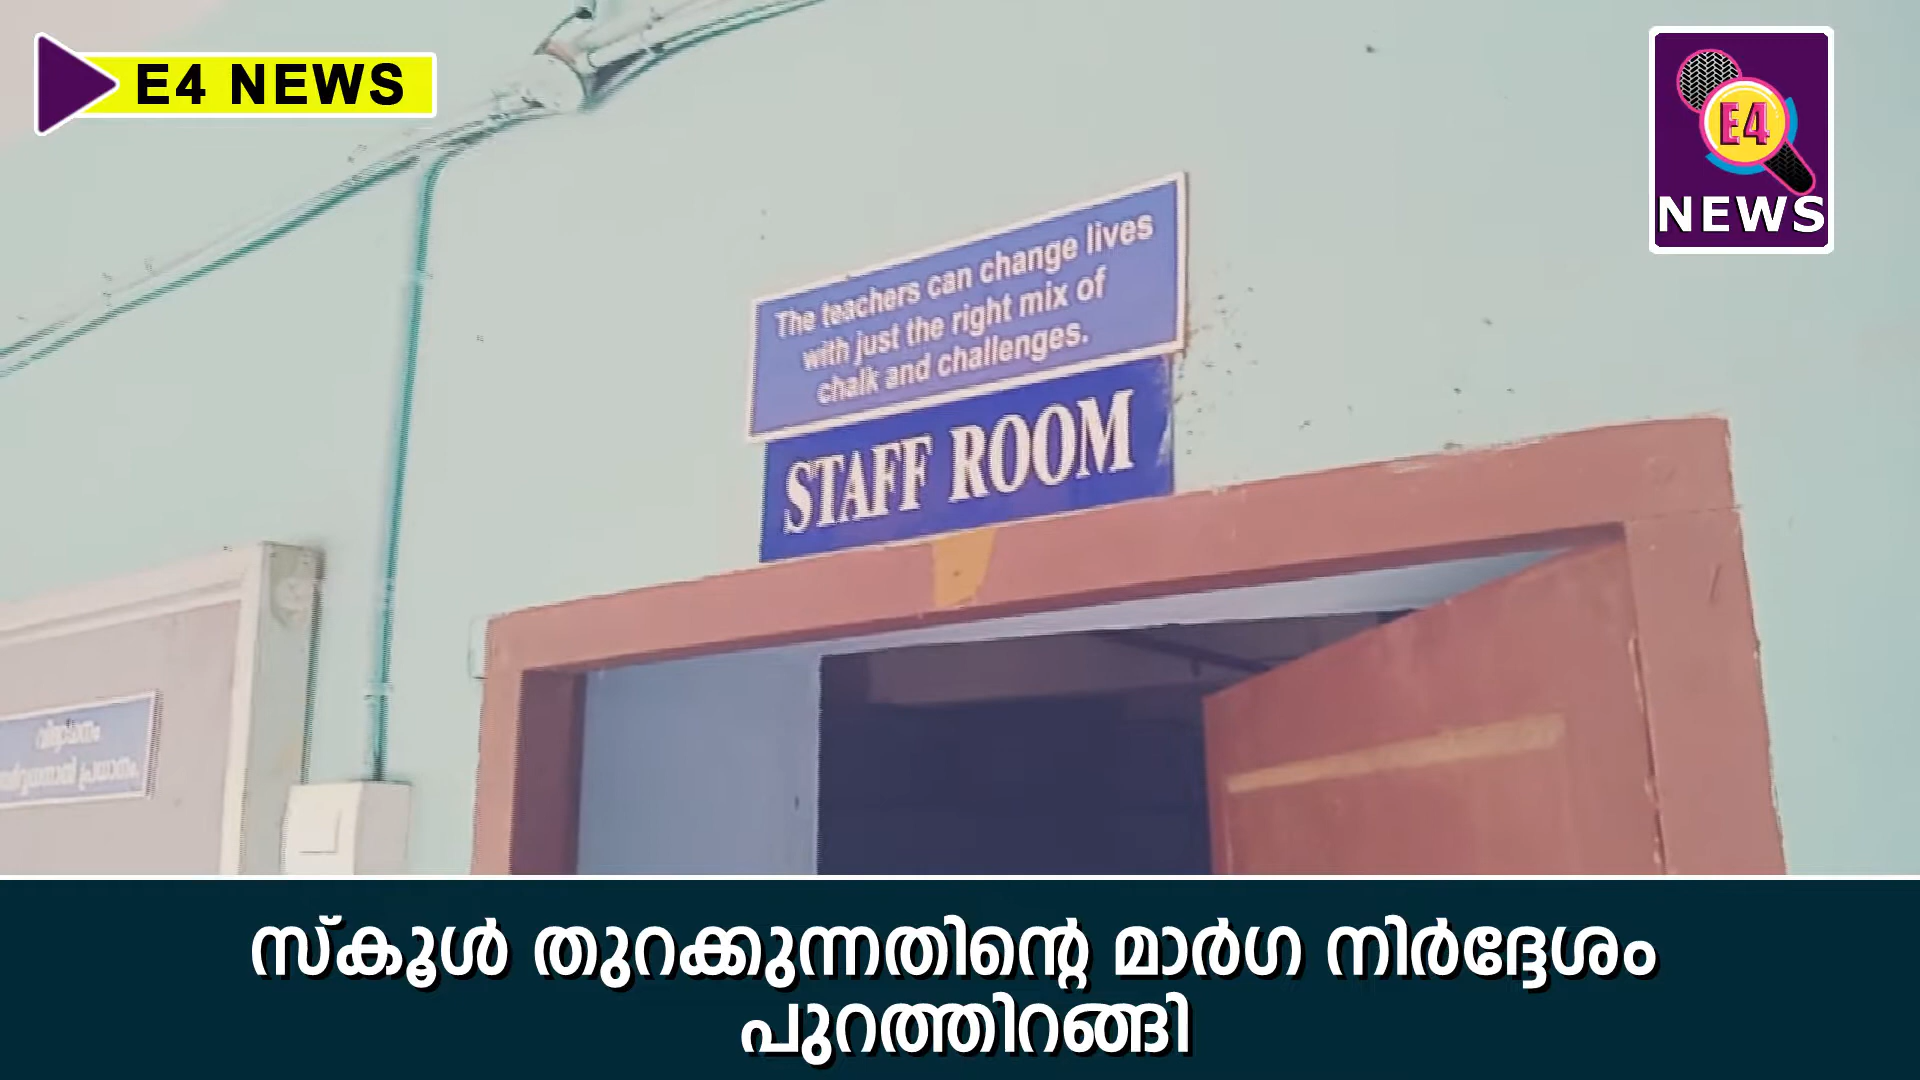 E4 NEWS
E4
NEWS
The teachers can change lives
with just the right mix of
chalk and challenges.
STAFF ROOM
സ്കൂൾ തുറക്കുന്നതിന്റെ മാർഗ നിർദ്ദേശം
പുറത്തിറങ്ങി